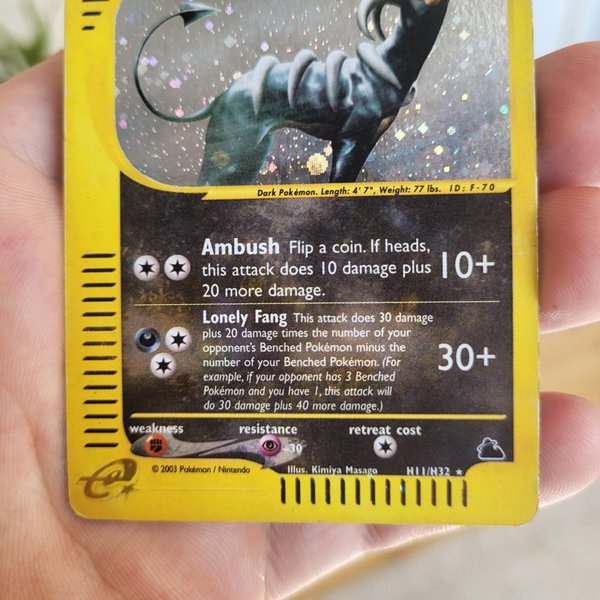 Dark Pokémon. Length: 4' 7", Weight: 77 lbs. ID: F-70
Ambush Flip a coin. If heads,
this attack does 10 damage plus
20 more damage.
10+
Lonely Fang This attack does 30 damage
plus 20 damage times the number of your
opponent's Benched Pokémon minus the
number of your Benched Pokémon. (For
example, if your opponent has 3 Benched
Pokémon and you have 1, this attack will
do 30 damage plus 40 more damage.)
30+
weakness resistance retreat cost
-30
© 2003 Pokémon / Nintendo Illus. Kimiya Masago H11/H32 ★
e